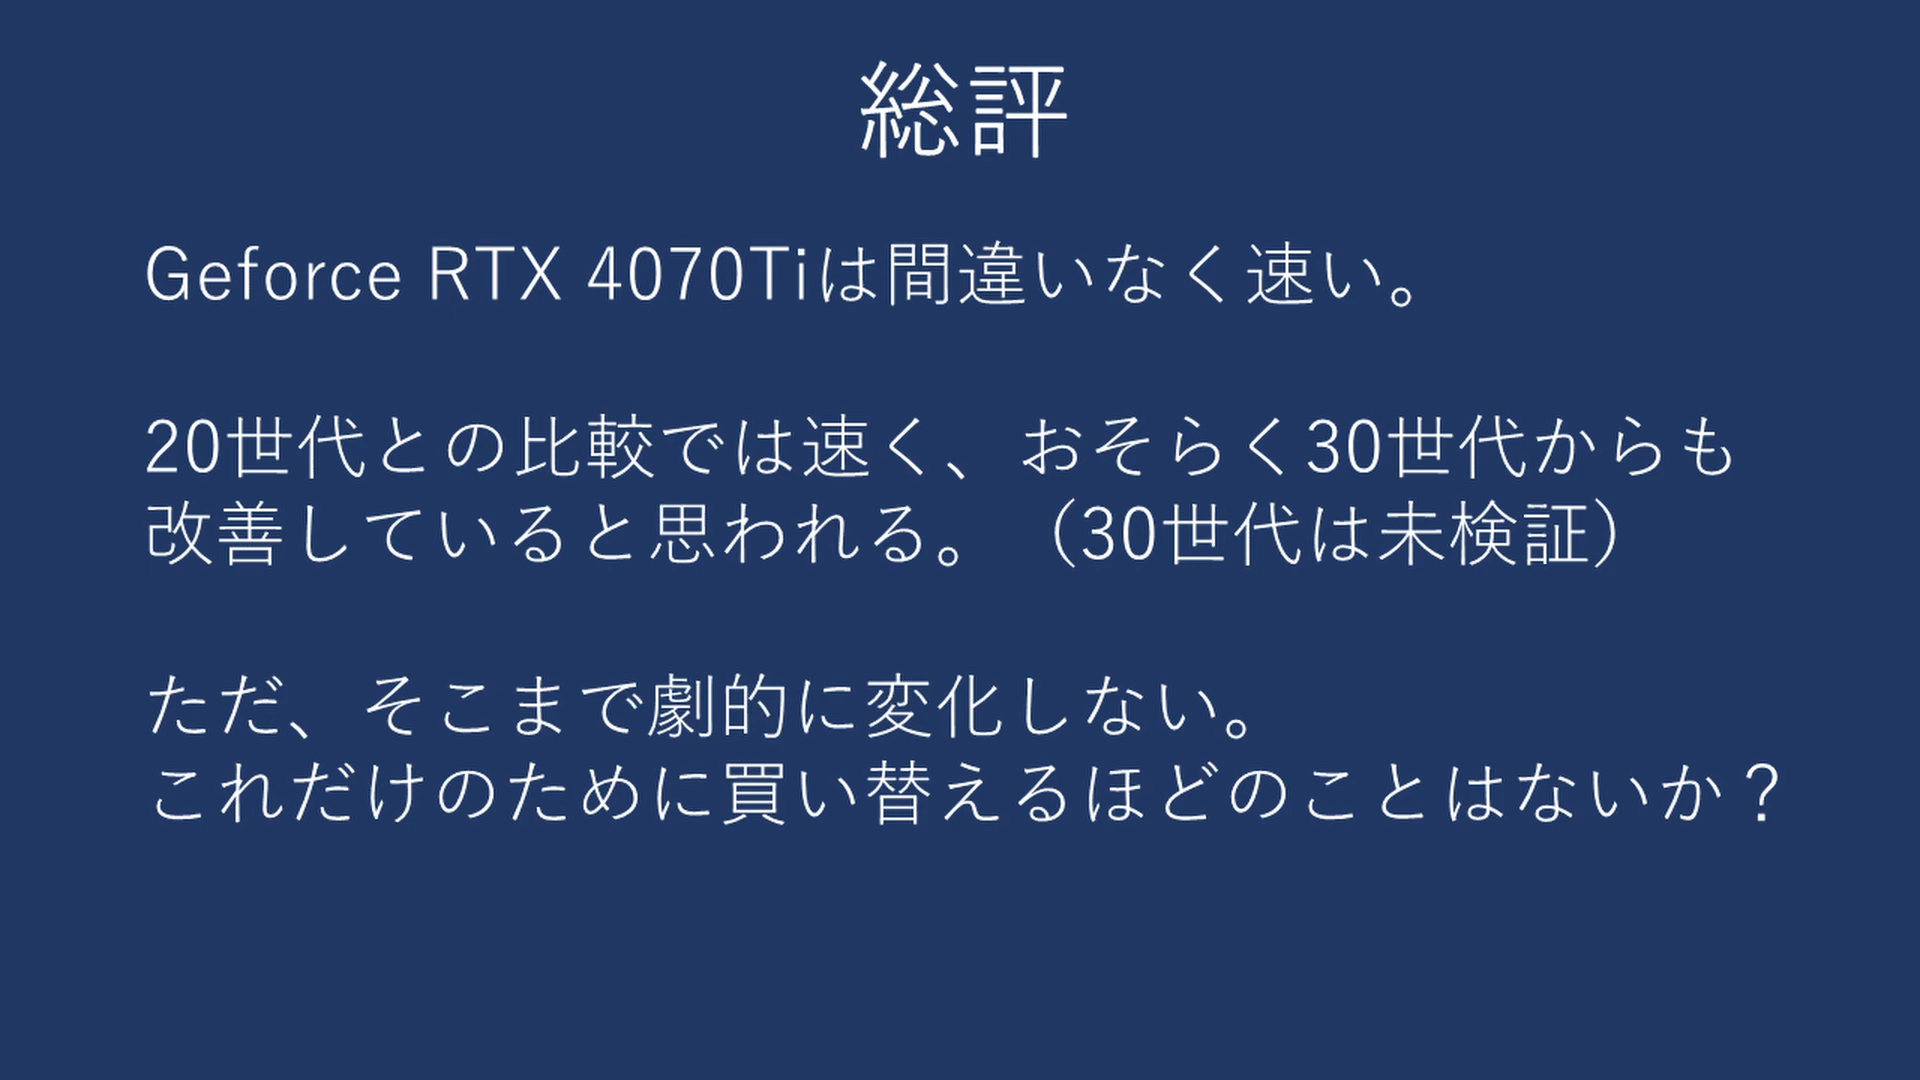 総評
Geforce RTX 4070Tiは間違いなく速い。
20世代との比較では速く、おそらく30世代からも
改善していると思われる。（30世代は未検証）
ただ、そこまで劇的に変化しない。
これだけのために買い替えるほどのことはないか？